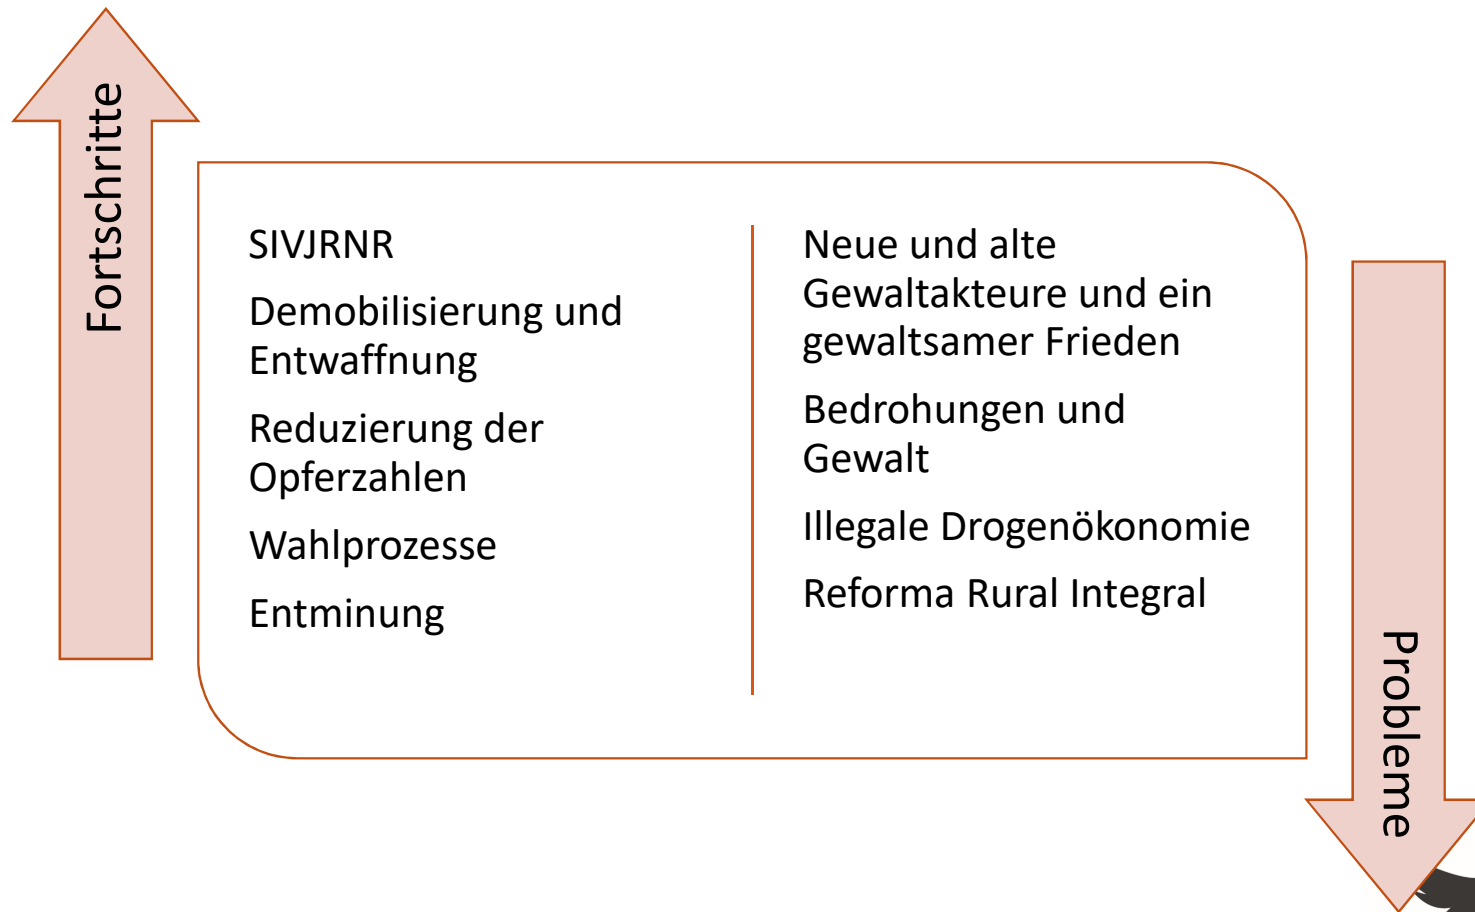 Fortschritte
SIVJRNR
Demobilisierung und
Entwaffnung
Reduzierung der
Opferzahlen
Wahlprozesse
Entminung
Neue und alte
Gewaltakteure und ein
gewaltsamer Frieden
Bedrohungen und
Gewalt
Illegale Drogenökonomie
Reforma Rural Integral
Probleme